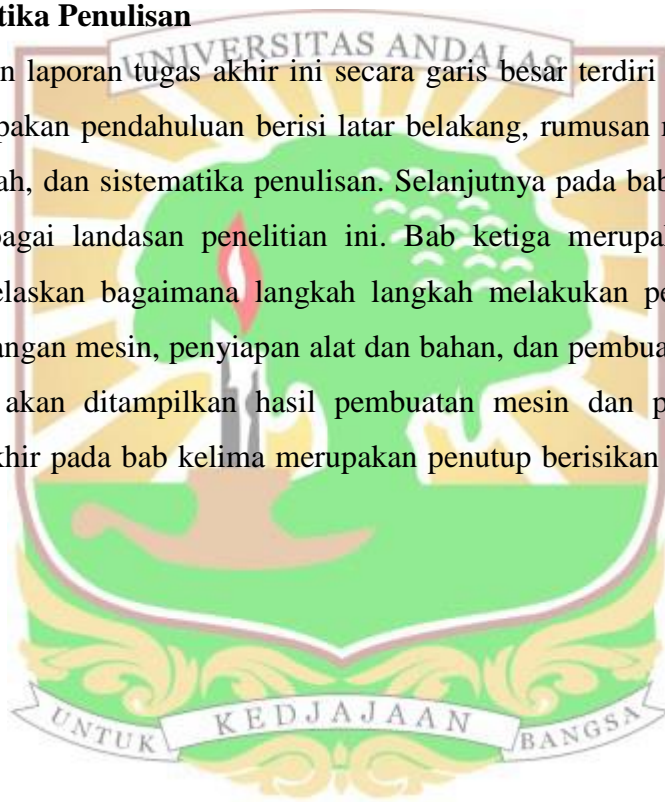 tika Penulisan
UNIVERSITAS ANDALAS
n laporan tugas akhir ini secara garis besar terdiri
pakan pendahuluan berisi latar belakang, rumusan
ah, dan sistematika penulisan. Selanjutnya pada bab
bagai landasan penelitian ini. Bab ketiga merupak
elaskan bagaimana langkah langkah melakukan pe
angan mesin, penyiapan alat dan bahan, dan pembua
akan ditampilkan hasil pembuatan mesin dan p
khir pada bab kelima merupakan penutup berisikan
UNTUK KEDJAJAAN BANGSA